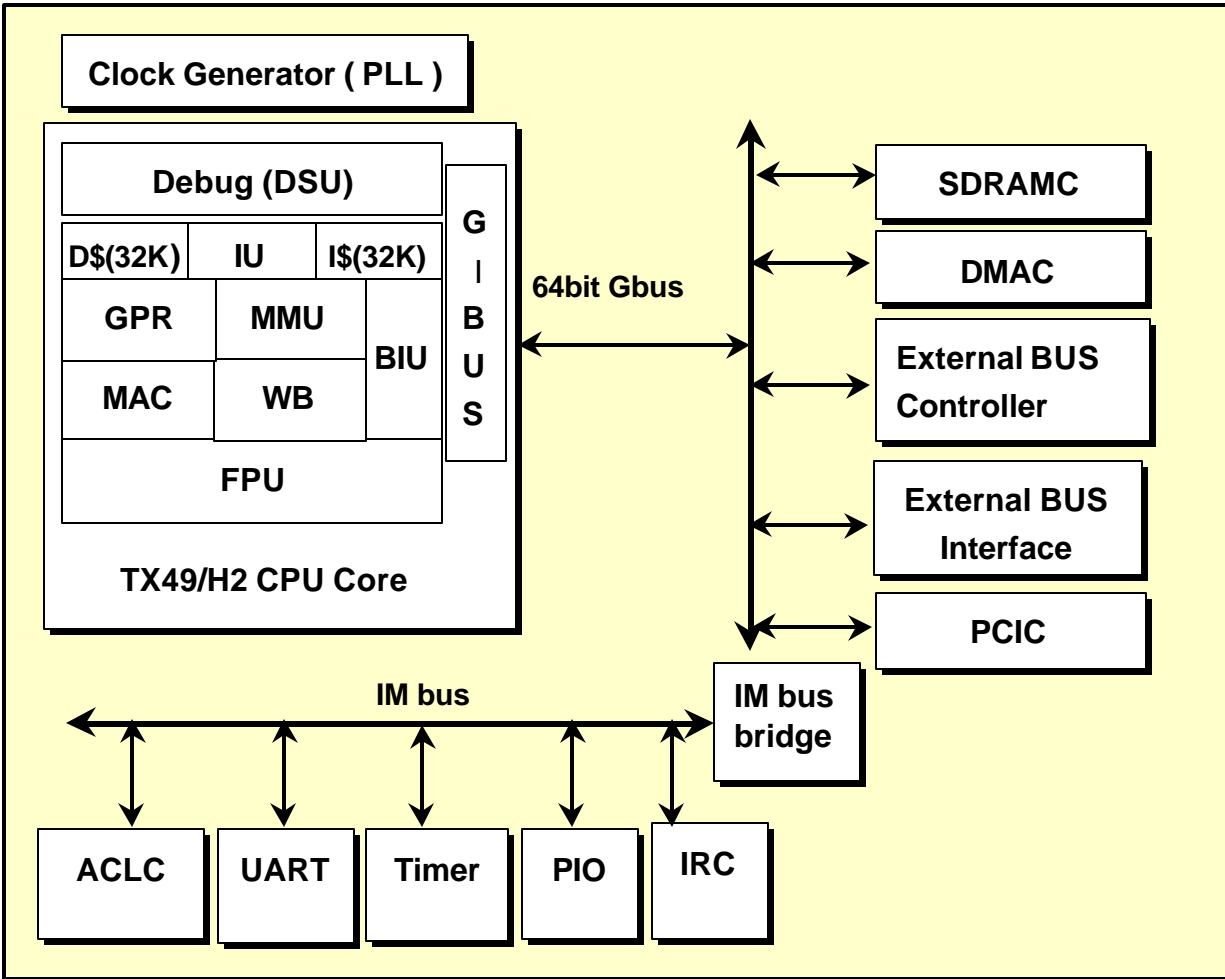 Clock Generator ( PLL )
Debug (DSU)
D$(32K)
IU
I$(32K)
GPR
MMU
BIU
MAC
WB
FPU
G
I
B
U
S
TX49/H2 CPU Core
64bit Gbus
SDRAMC
DMAC
External BUS
Controller
External BUS
Interface
PCIC
IM bus
IM bus
bridge
ACLC
UART
Timer
PIO
IRC